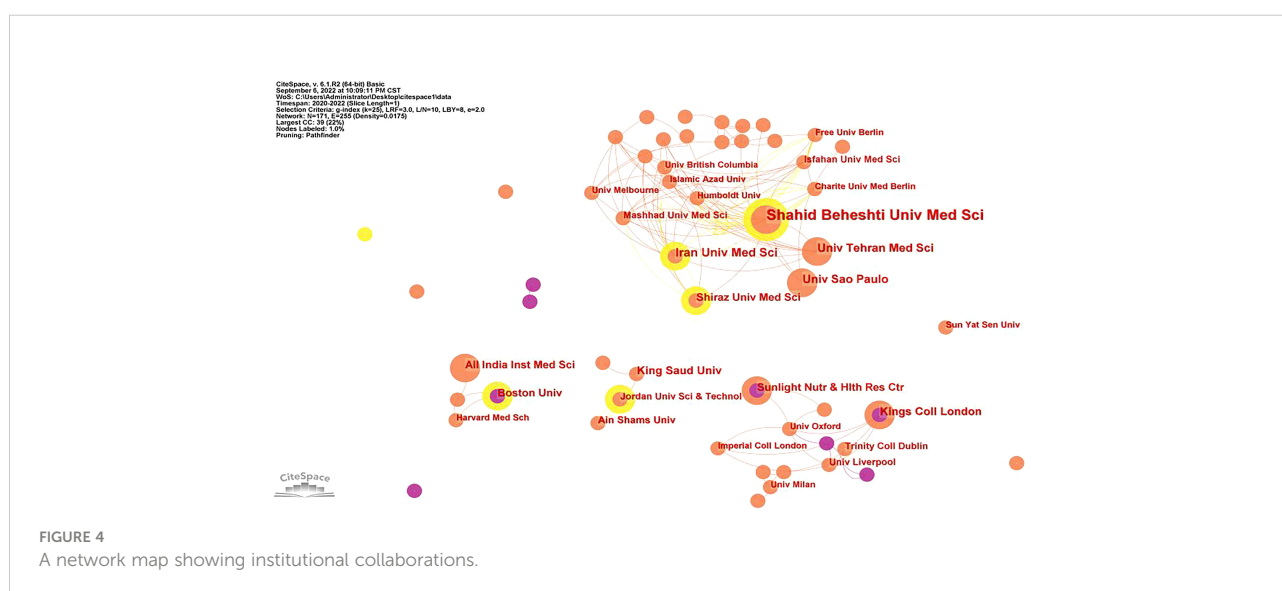 CiteSpace, v. 6.1.R2 (64-bit) Basic
September 6, 2022 at 10:09:11 PM CST
WoS: C:\Users\Administrator\Desktop\citespace1\data
Timespan: 2020-2022 (Slice Length=1)
Selection Criteria: g-index (k=25), LRF=3.0, L/N=10, LBY=8, e=2.0
Network: N=171, E=255 (Density=0.0175)
Largest CC: 39 (22%)
Nodes Labeled: 1.0%
Pruning: Pathfinder
Free Univ Berlin
Isfahan Univ Med Sci
Univ British Columbia
Islamic Azad Univ
Charite Univ Med Berlin
Univ Melbourne
Humboldt Univ
Mashhad Univ Med Sci
Shahid Beheshti Univ Med Sci
Iran Univ Med Sci
Univ Tehran Med Sci
Univ Sao Paulo
Shiraz Univ Med Sci
Sun Yat Sen Univ
All India Inst Med Sci
King Saud Univ
Boston Univ
Jordan Univ Sci & Technol
Sunlight Nutr & Hlth Res Ctr
Harvard Med Sch
Ain Shams Univ
Kings Coll London
Univ Oxford
Imperial Coll London
Trinity Coll Dublin
Univ Liverpool
Univ Milan
CiteSpace
FIGURE 4
A network map showing institutional collaborations.